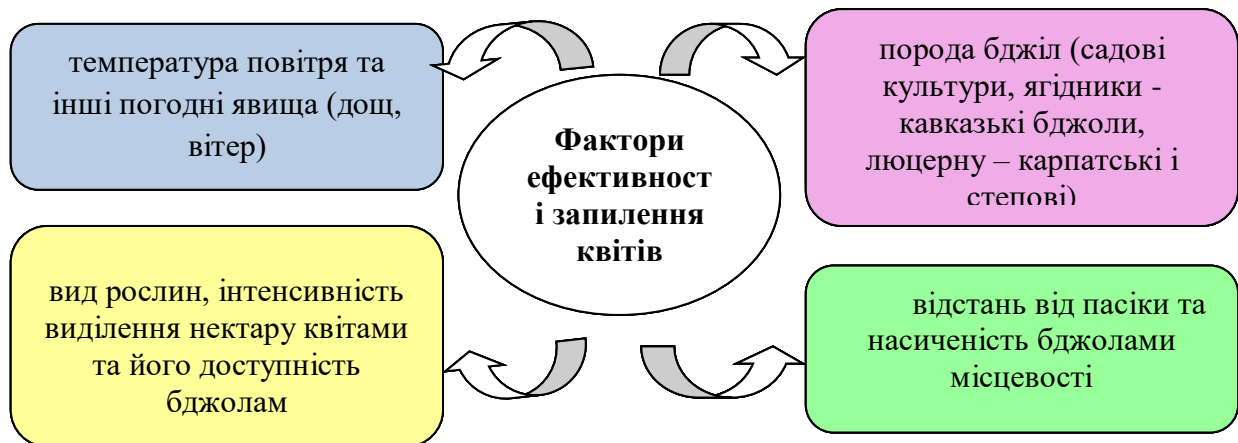 температура повітря та
інші погодні явища (дощ,
вітер)
порода бджіл (садові
культури, ягідники -
кавказькі бджоли,
люцерну – карпатські і
степові)
Фактори
ефективност
і запилення
квітів
вид рослин, інтенсивність
виділення нектару квітами
та його доступність
бджолам
відстань від пасіки та
насиченість бджолами
місцевості